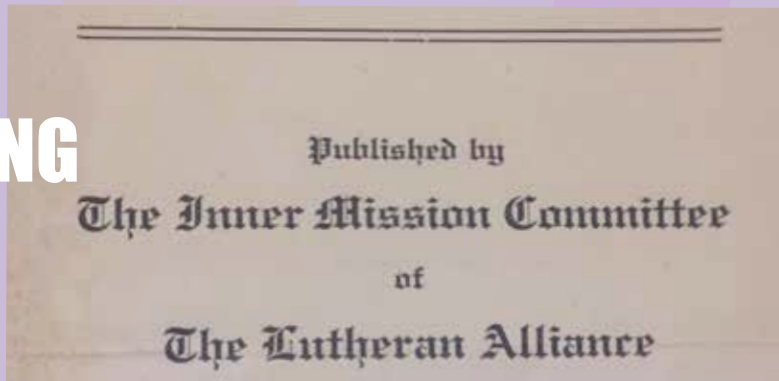 NG
Published by
The Inner Mission Committee
of
The Lutheran Alliance